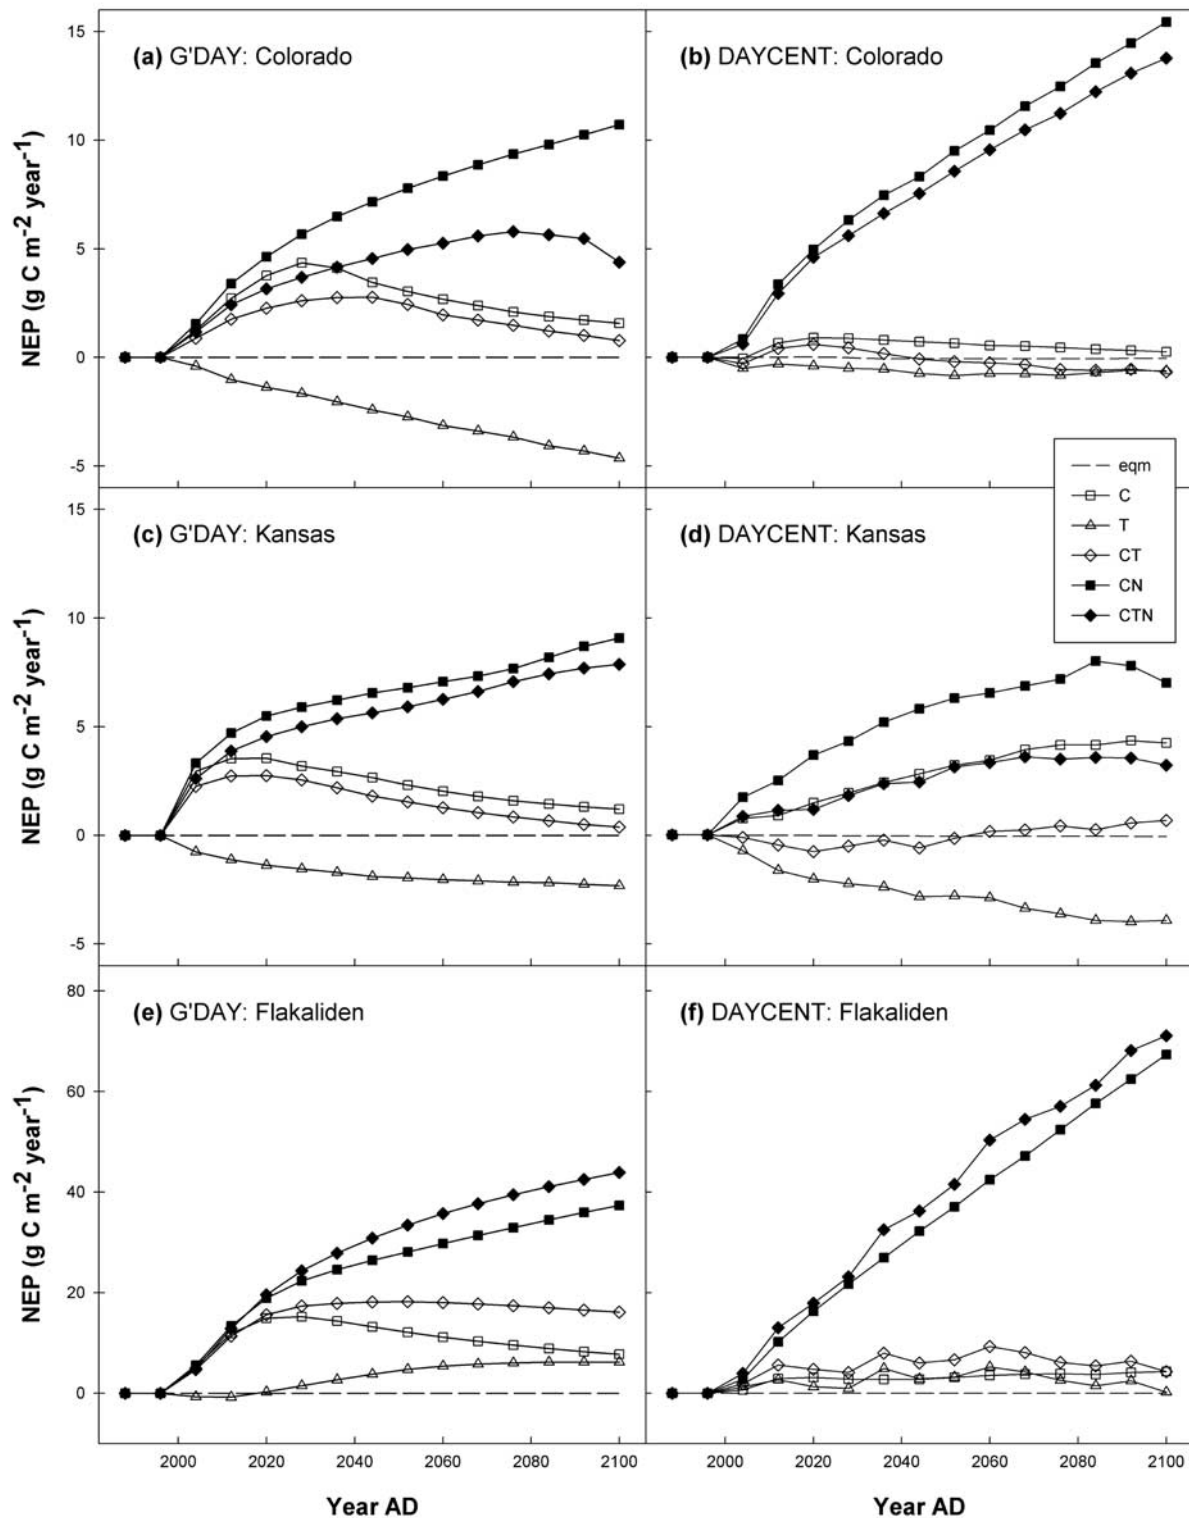 (a) G'DAY: Colorado
(b) DAYCENT: Colorado
NEP (g C m⁻² year⁻¹)
15
10
5
0
-5
eqm
C
T
CT
CN
CTN
(c) G'DAY: Kansas
(d) DAYCENT: Kansas
NEP (g C m⁻² year⁻¹)
15
10
5
0
-5
(e) G'DAY: Flakaliden
(f) DAYCENT: Flakaliden
NEP (g C m⁻² year⁻¹)
80
60
40
20
0
2000 2020 2040 2060 2080 2100 2000 2020 2040 2060 2080 2100
Year AD Year AD